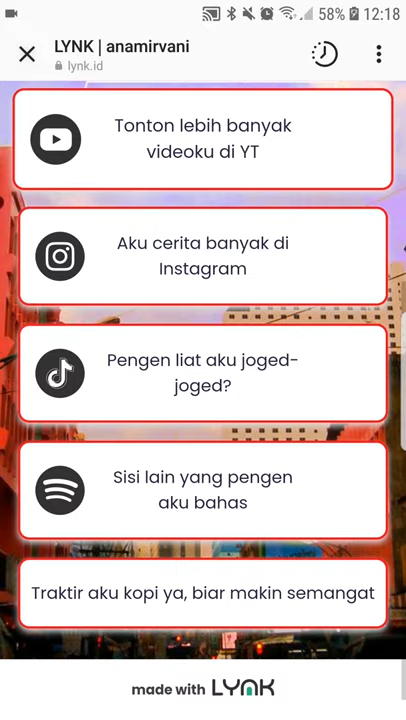 58% 12:18
LYNK | anamirvani
lynk.id
Tonton lebih banyak
videoku di YT
Aku cerita banyak di
Instagram
Pengen liat aku joged-
joged?
Sisi lain yang pengen
aku bahas
Traktir aku kopi ya, biar makin semangat
made with LYNK